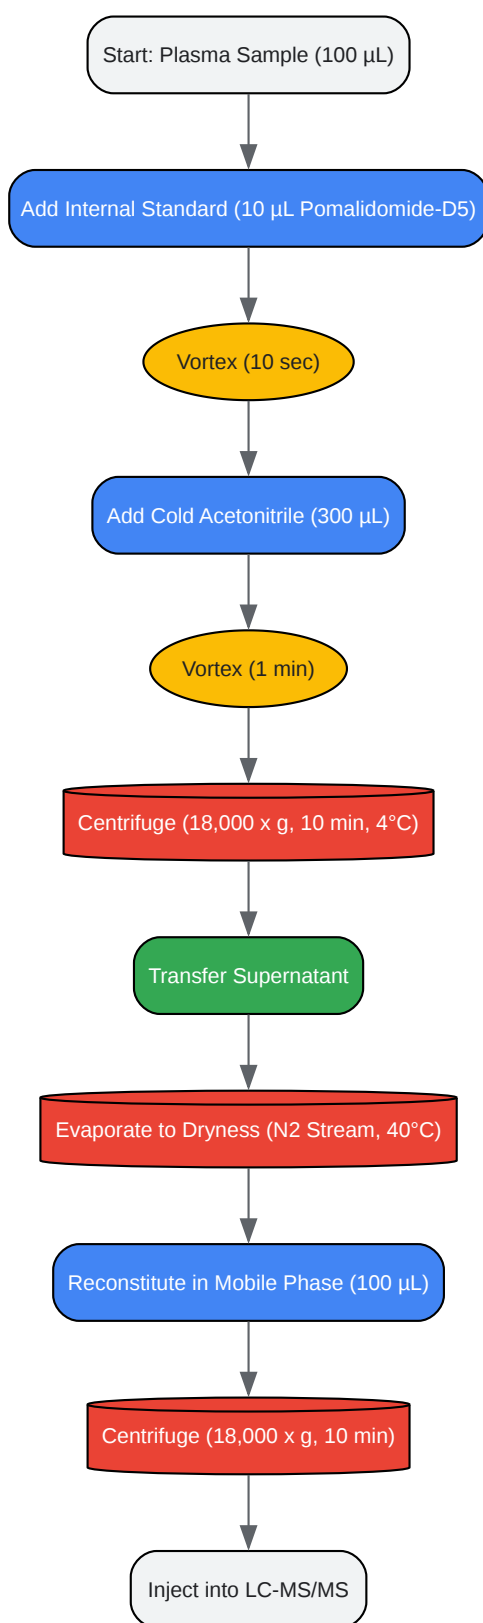 Start: Plasma Sample (100 µL)
Add Internal Standard (10 µL Pomalidomide-D5)
Vortex (10 sec)
Add Cold Acetonitrile (300 µL)
Vortex (1 min)
Centrifuge (18,000 x g, 10 min, 4°C)
Transfer Supernatant
Evaporate to Dryness (N2 Stream, 40°C)
Reconstitute in Mobile Phase (100 µL)
Centrifuge (18,000 x g, 10 min)
Inject into LC-MS/MS